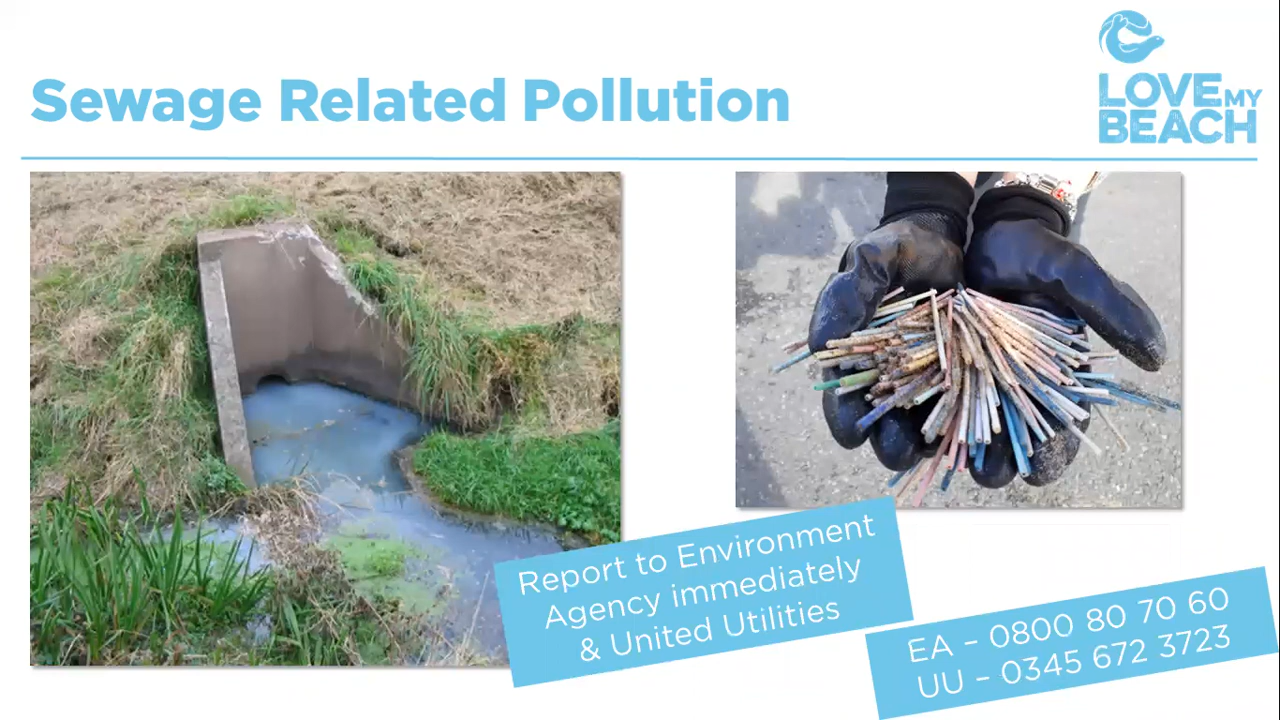 Sewage Related Pollution
LOVE MY
BEACH
Report to Environment
Agency immediately
& United Utilities
EA – 0800 80 70 60
UU – 0345 672 3723